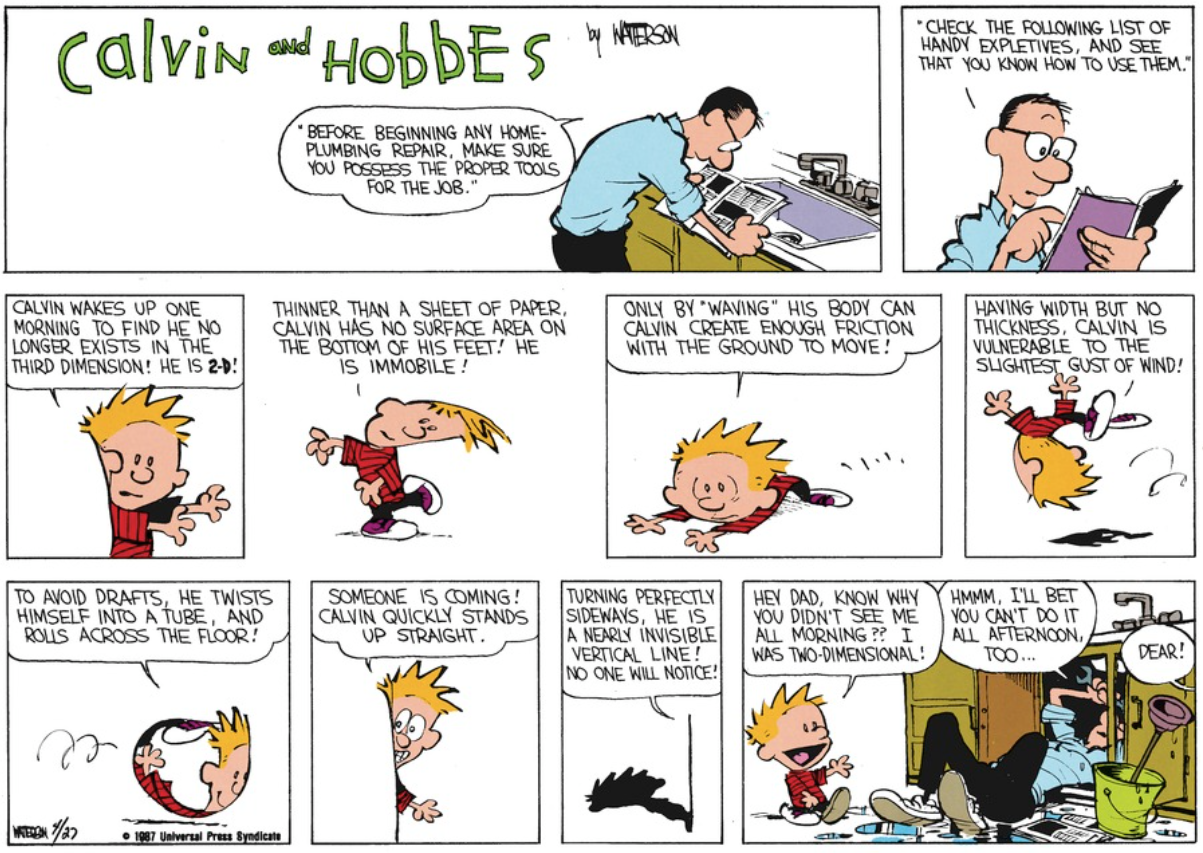 Calvin and Hobbes
by WATTERSON
"BEFORE BEGINNING ANY HOME-
PLUMBING REPAIR, MAKE SURE
YOU POSSESS THE PROPER TOOLS
FOR THE JOB."
"CHECK THE FOLLOWING LIST OF
HANDY EXPLETIVES, AND SEE
THAT YOU KNOW HOW TO USE THEM."
CALVIN WAKES UP ONE
MORNING TO FIND HE NO
LONGER EXISTS IN THE
THIRD DIMENSION! HE IS 2-D!
THINNER THAN A SHEET OF PAPER,
CALVIN HAS NO SURFACE AREA ON
THE BOTTOM OF HIS FEET! HE
IS IMMOBILE!
ONLY BY "WAVING" HIS BODY CAN
CALVIN CREATE ENOUGH FRICTION
WITH THE GROUND TO MOVE!
HAVING WIDTH BUT NO
THICKNESS, CALVIN IS
VULNERABLE TO THE
SLIGHTEST GUST OF WIND!
TO AVOID DRAFTS, HE TWISTS
HIMSELF INTO A TUBE, AND
ROLLS ACROSS THE FLOOR!
WATTERSON 4/27
© 1987 Universal Press Syndicate
SOMEONE IS COMING!
CALVIN QUICKLY STANDS
UP STRAIGHT.
TURNING PERFECTLY
SIDEWAYS, HE IS
A NEARLY INVISIBLE
VERTICAL LINE!
NO ONE WILL NOTICE!
HEY DAD, KNOW WHY
YOU DIDN'T SEE ME
ALL MORNING?? I
WAS TWO-DIMENSIONAL!
HMMM, I'LL BET
YOU CAN'T DO IT
ALL AFTERNOON,
TOO...
DEAR!